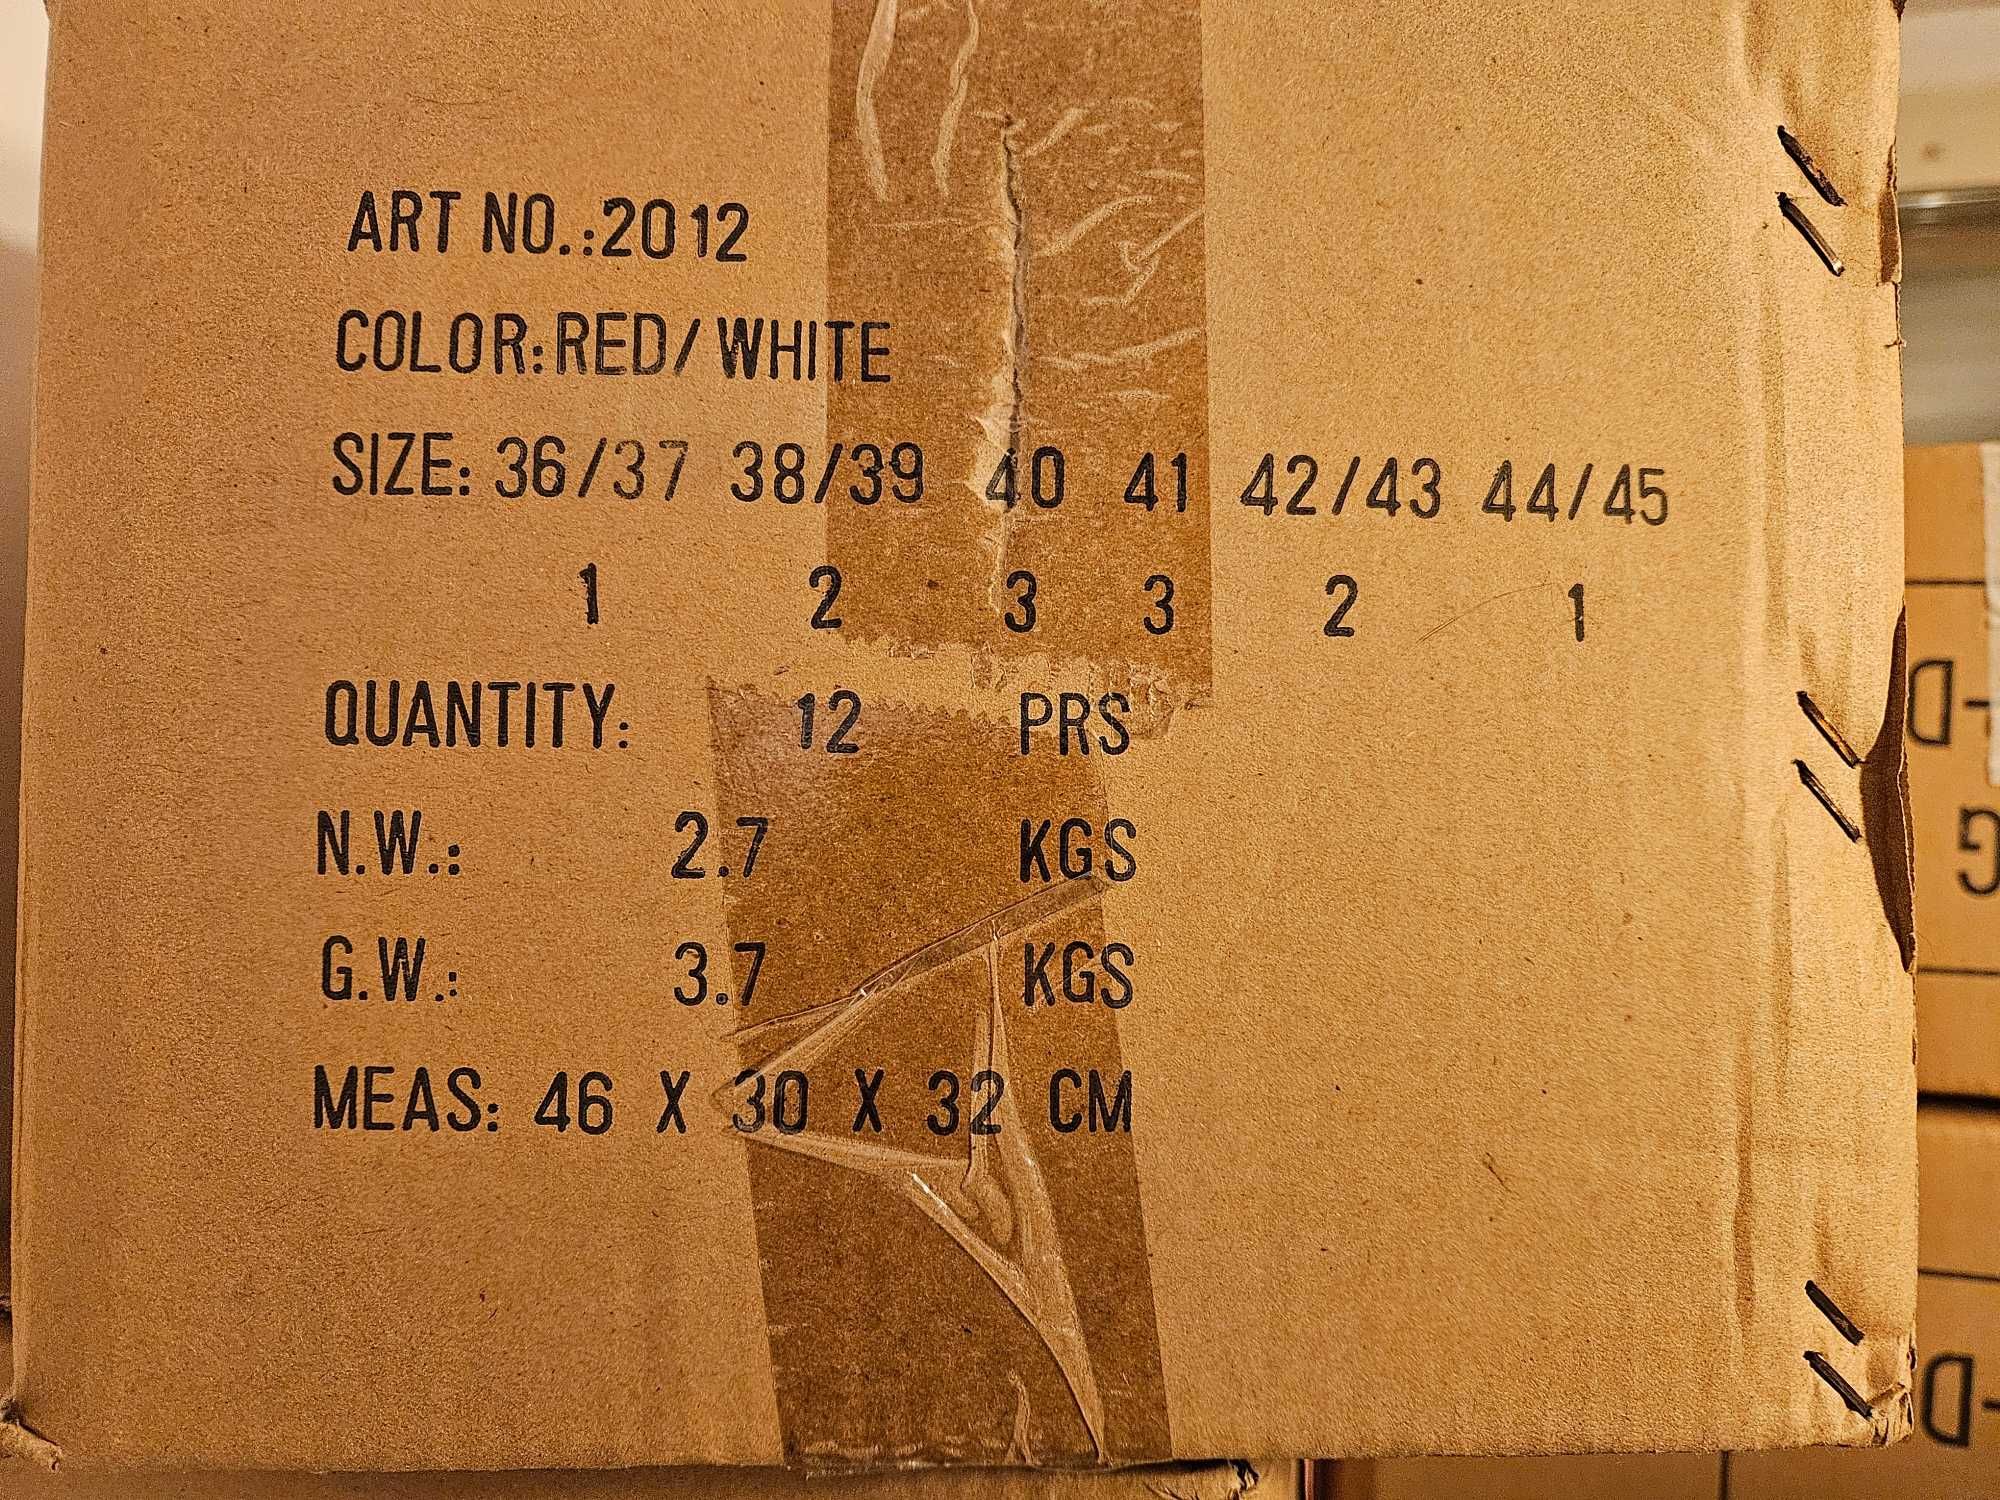 ART NO.:2012
COLOR:RED/WHITE
SIZE: 36/37 38/39 40 41 42/43 44/45
1 2 3 3 2 1
QUANTITY: 12 PRS
N.W.: 2.7 KGS
G.W.: 3.7 KGS
MEAS: 46 X 30 X 32 CM